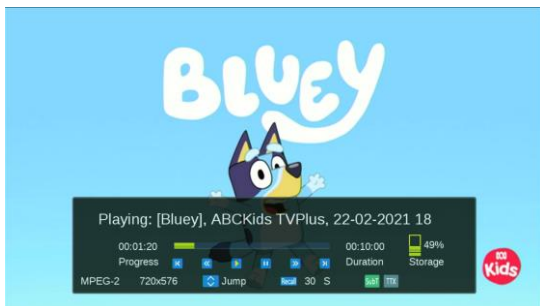 BLUEY
Playing: [Bluey], ABCKids TVPlus, 22-02-2021 18
00:01:20 00:10:00 49%
Progress Duration Storage
MPEG-2 720x576 Jump Recall 30 S SubT TTX
abc Kids